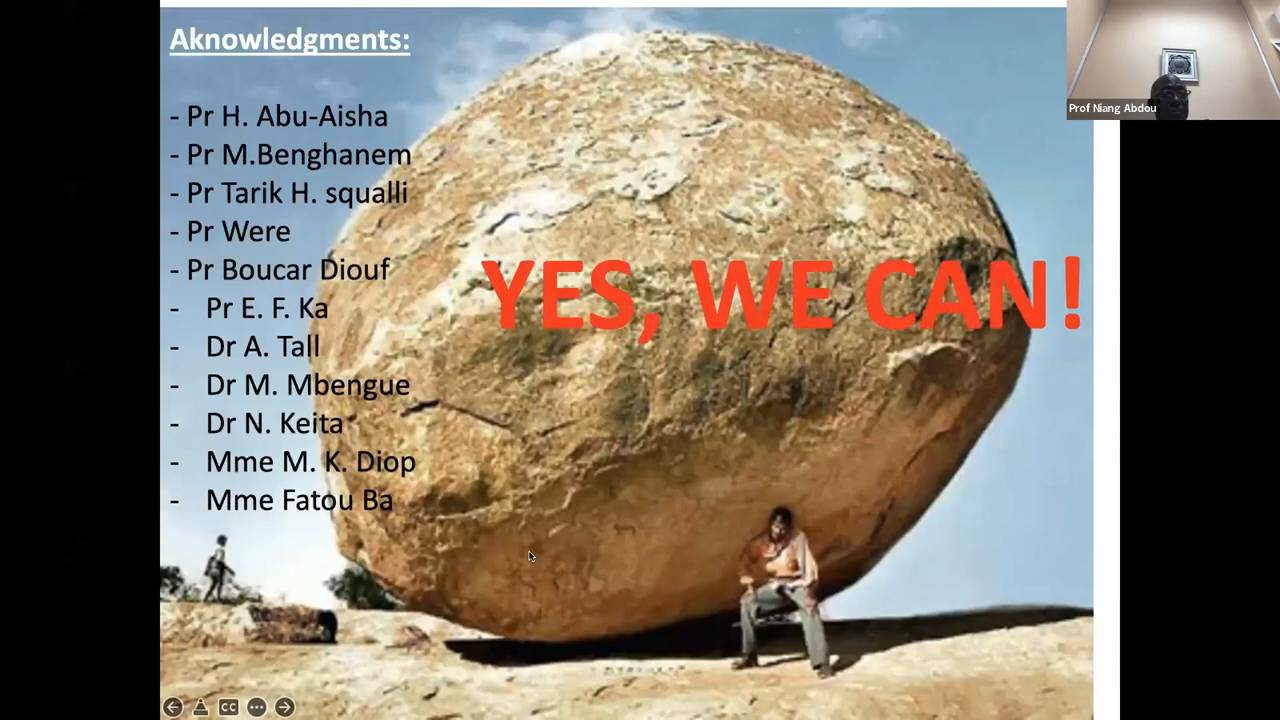 Aknowledgments:
- Pr H. Abu-Aisha
- Pr M.Benghanem
- Pr Tarik H. squalli
- Pr Were
- Pr Boucar Diouf
- Pr E. F. Ka
- Dr A. Tall
- Dr M. Mbengue
- Dr N. Keita
- Mme M. K. Diop
- Mme Fatou Ba
YES, WE CAN!
Prof Niang Abdou
CC